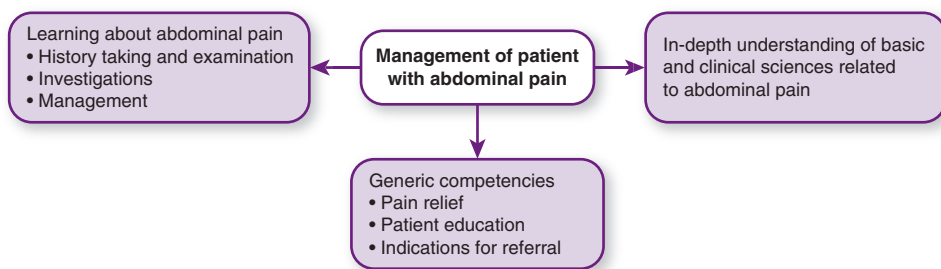 Learning about abdominal pain
• History taking and examination
• Investigations
• Management
Management of patient
with abdominal pain
In-depth understanding of basic
and clinical sciences related
to abdominal pain
Generic competencies
• Pain relief
• Patient education
• Indications for referral